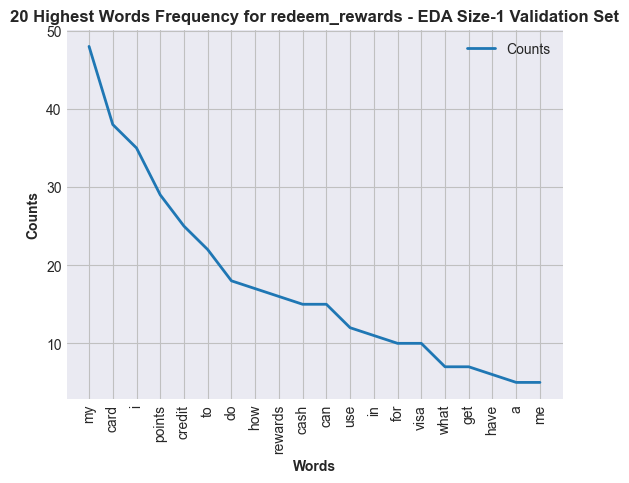 20 Highest Words Frequency for redeem_rewards - EDA Size-1 Validation Set
Counts
50
40
30
20
10
Counts
my
card
i
points
credit
to
do
how
rewards
cash
can
use
in
for
visa
what
get
have
a
me
Words